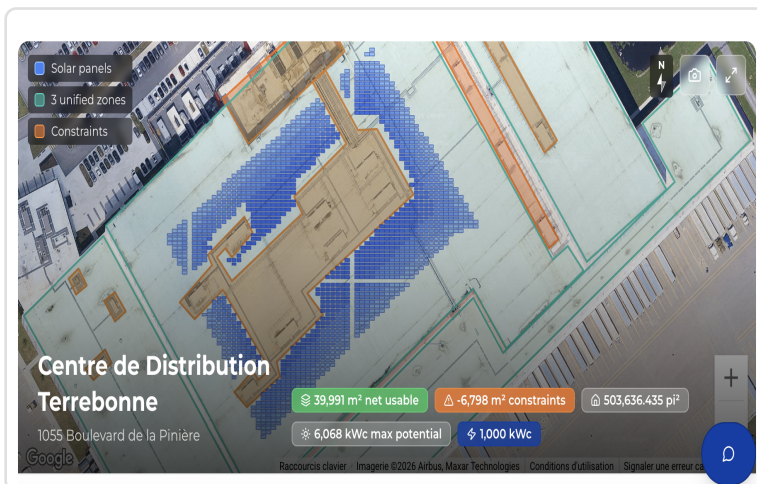 Solar panels
3 unified zones
Constraints
N
Centre de Distribution
Terrebonne
1055 Boulevard de la Pinière
39,991 m² net usable
-6,798 m² constraints
503,636.435 pi²
6,068 kWc max potential
1,000 kWc
Google
Raccourcis clavier
Imagerie ©2026 Airbus, Maxar Technologies
Conditions d'utilisation
Signaler une erreur